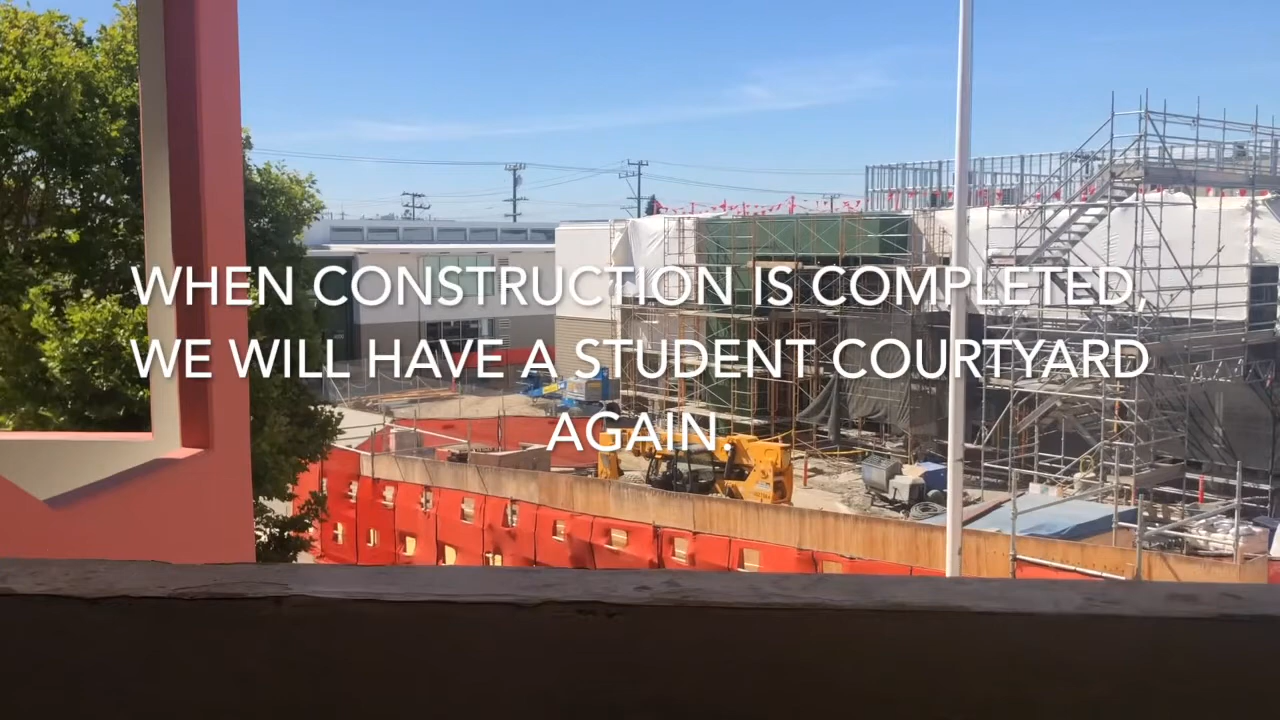 WHEN CONSTRUCTION IS COMPLETED,
WE WILL HAVE A STUDENT COURTYARD
AGAIN.